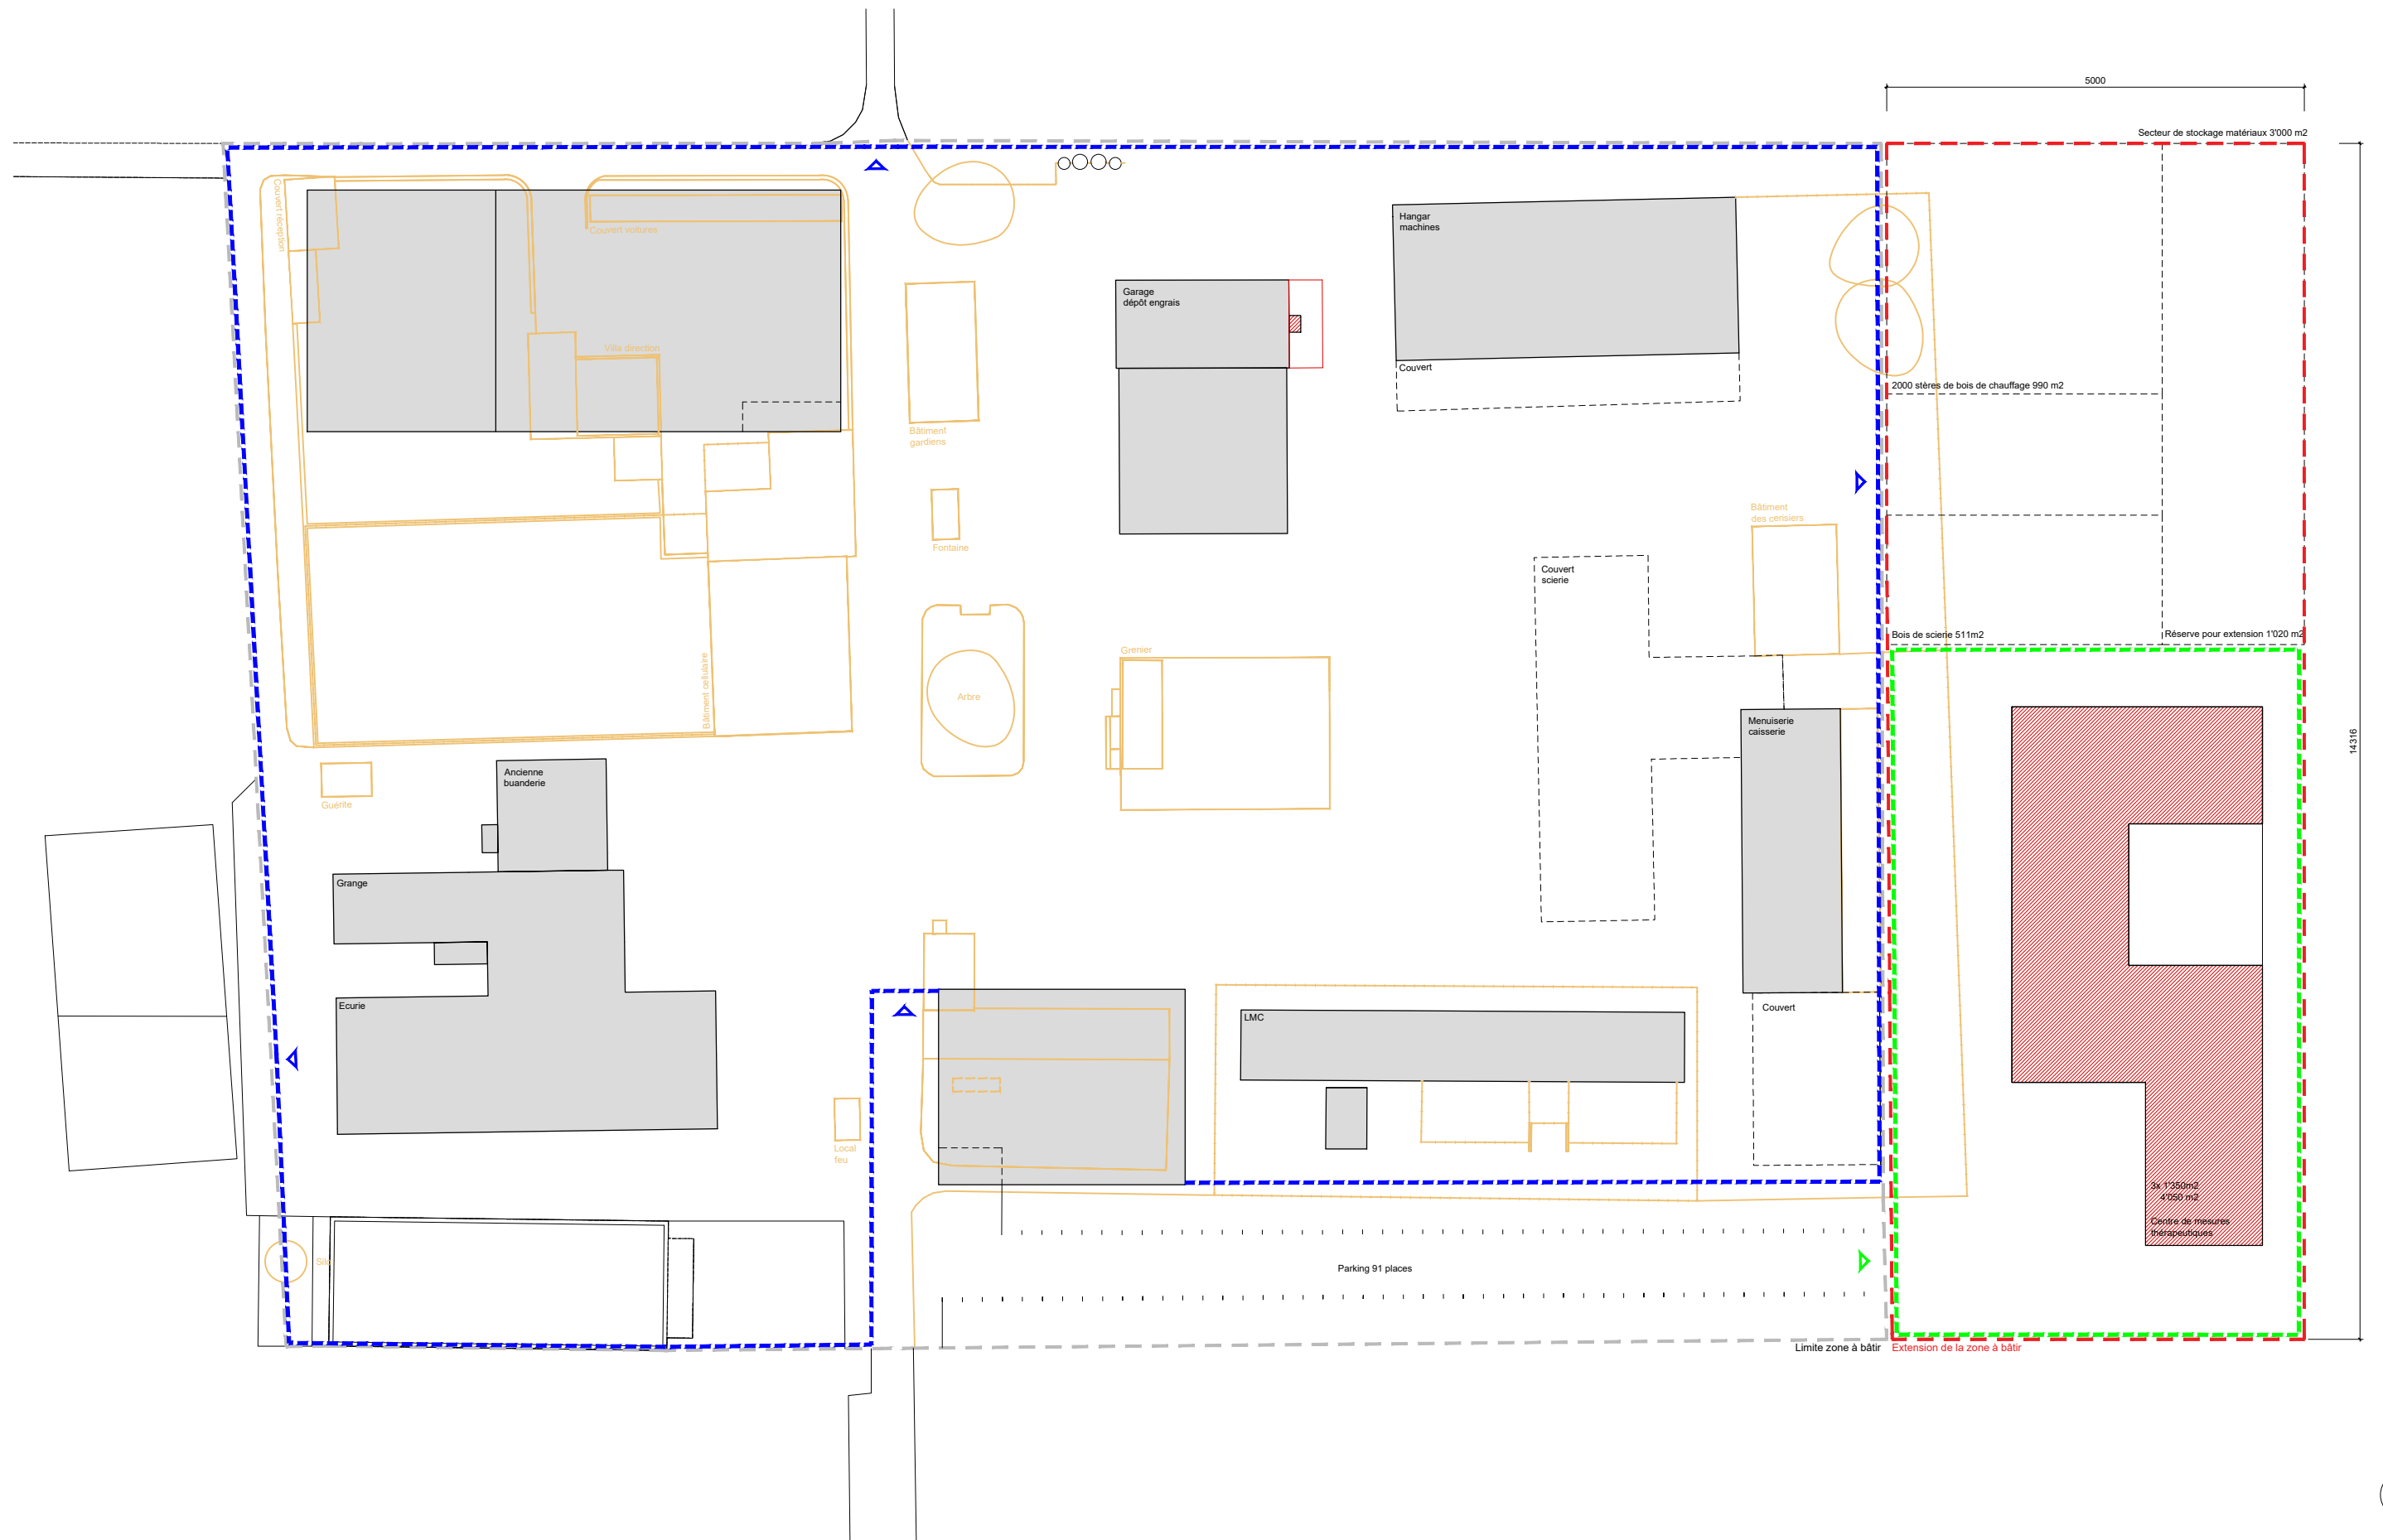 5000
Secteur de stockage matériaux 3'000 m2
Couvert réception
Couvert voitures
Hangar
machines
Garage
dépôt engrais
Villa direction
Couvert
2000 stères de bois de chauffage 990 m2
Bâtiment
gardiens
Bâtiment
des cerisiers
Fontaine
Couvert
scierie
Bois de scierie 511m2
Réserve pour extension 1'020 m2
Grenier
Bâtiment cellulaire
Arbre
Menuiserie
caisserie
14316
Ancienne
buanderie
Guérite
Grange
Ecurie
LMC
Couvert
Local
feu
3x 1'350m2
4'050 m2
Centre de mesures
thérapeutiques
Silo
Parking 91 places
Limite zone à bâtir
Extension de la zone à bâtir